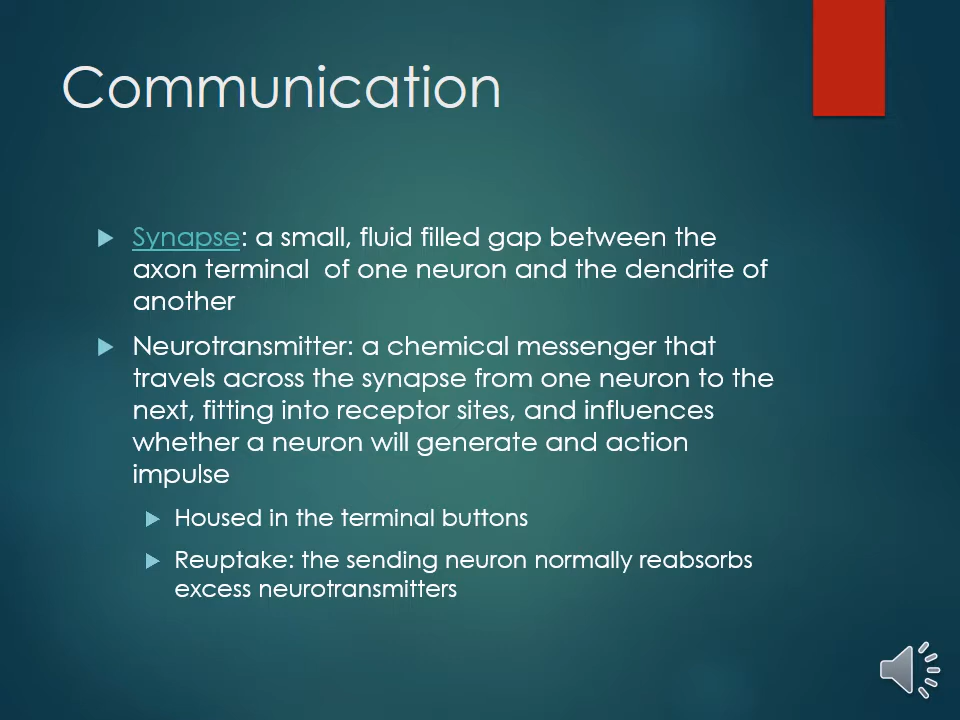 Communication
Synapse: a small, fluid filled gap between the
axon terminal  of one neuron and the dendrite of
another
Neurotransmitter: a chemical messenger that
travels across the synapse from one neuron to the
next, fitting into receptor sites, and influences
whether a neuron will generate and action
impulse
Housed in the terminal buttons
Reuptake: the sending neuron normally reabsorbs
excess neurotransmitters